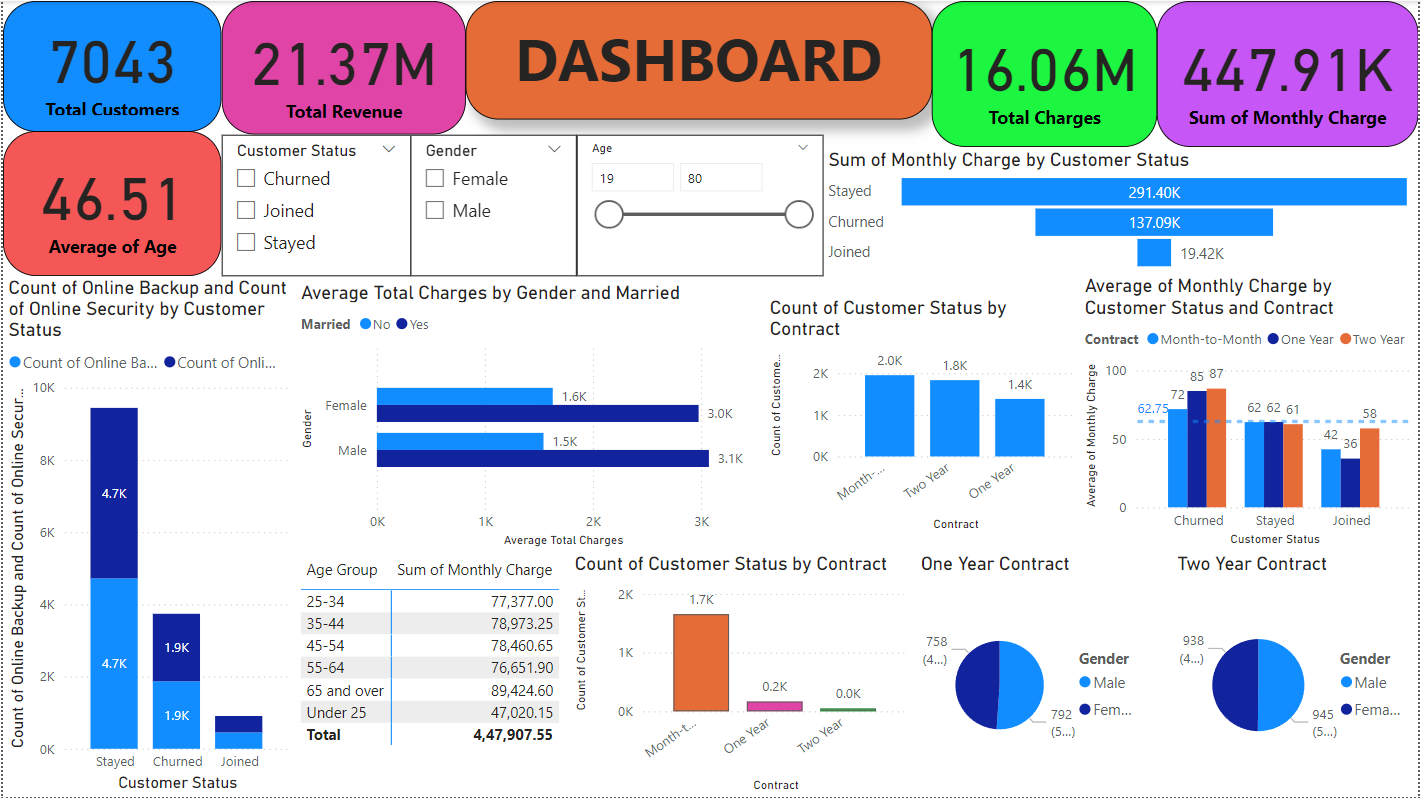 7043
Total Customers
21.37M
Total Revenue
DASHBOARD
16.06M
Total Charges
447.91K
Sum of Monthly Charge
46.51
Average of Age
Customer Status
Churned
Joined
Stayed
Gender
Female
Male
Age
19
80
Sum of Monthly Charge by Customer Status
Stayed
291.40K
Churned
137.09K
Joined
19.42K
Count of Online Backup and Count
of Online Security by Customer
Status
Count of Online Ba... Count of Onli...
Count of Online Backup and Count of Online Secur...
10K
8K
6K
4K
2K
0K
4.7K
4.7K
1.9K
1.9K
Stayed Churned Joined
Customer Status
Average Total Charges by Gender and Married
Married No Yes
Gender
Female
1.6K
3.0K
Male
1.5K
3.1K
0K 1K 2K 3K
Average Total Charges
Count of Customer Status by
Contract
Count of Custome...
2K
1K
0K
2.0K
1.8K
1.4K
Month-...
Two Year
One Year
Contract
Average of Monthly Charge by
Customer Status and Contract
Contract Month-to-Month One Year Two Year
Average of Monthly Charge
100
50
0
62.75
72
85
87
62
62
61
42
36
58
Churned Stayed Joined
Customer Status
Age Group Sum of Monthly Charge
25-34 77,377.00
35-44 78,973.25
45-54 78,460.65
55-64 76,651.90
65 and over 89,424.60
Under 25 47,020.15
Total 4,47,907.55
Count of Customer Status by Contract
Count of Customer St...
2K
1K
0K
1.7K
0.2K
0.0K
Month-t...
One Year
Two Year
Contract
One Year Contract
758
(4...)
792
(5...)
Gender
Male
Fem...
Two Year Contract
938
(4...)
945
(5...)
Gender
Male
Fema...